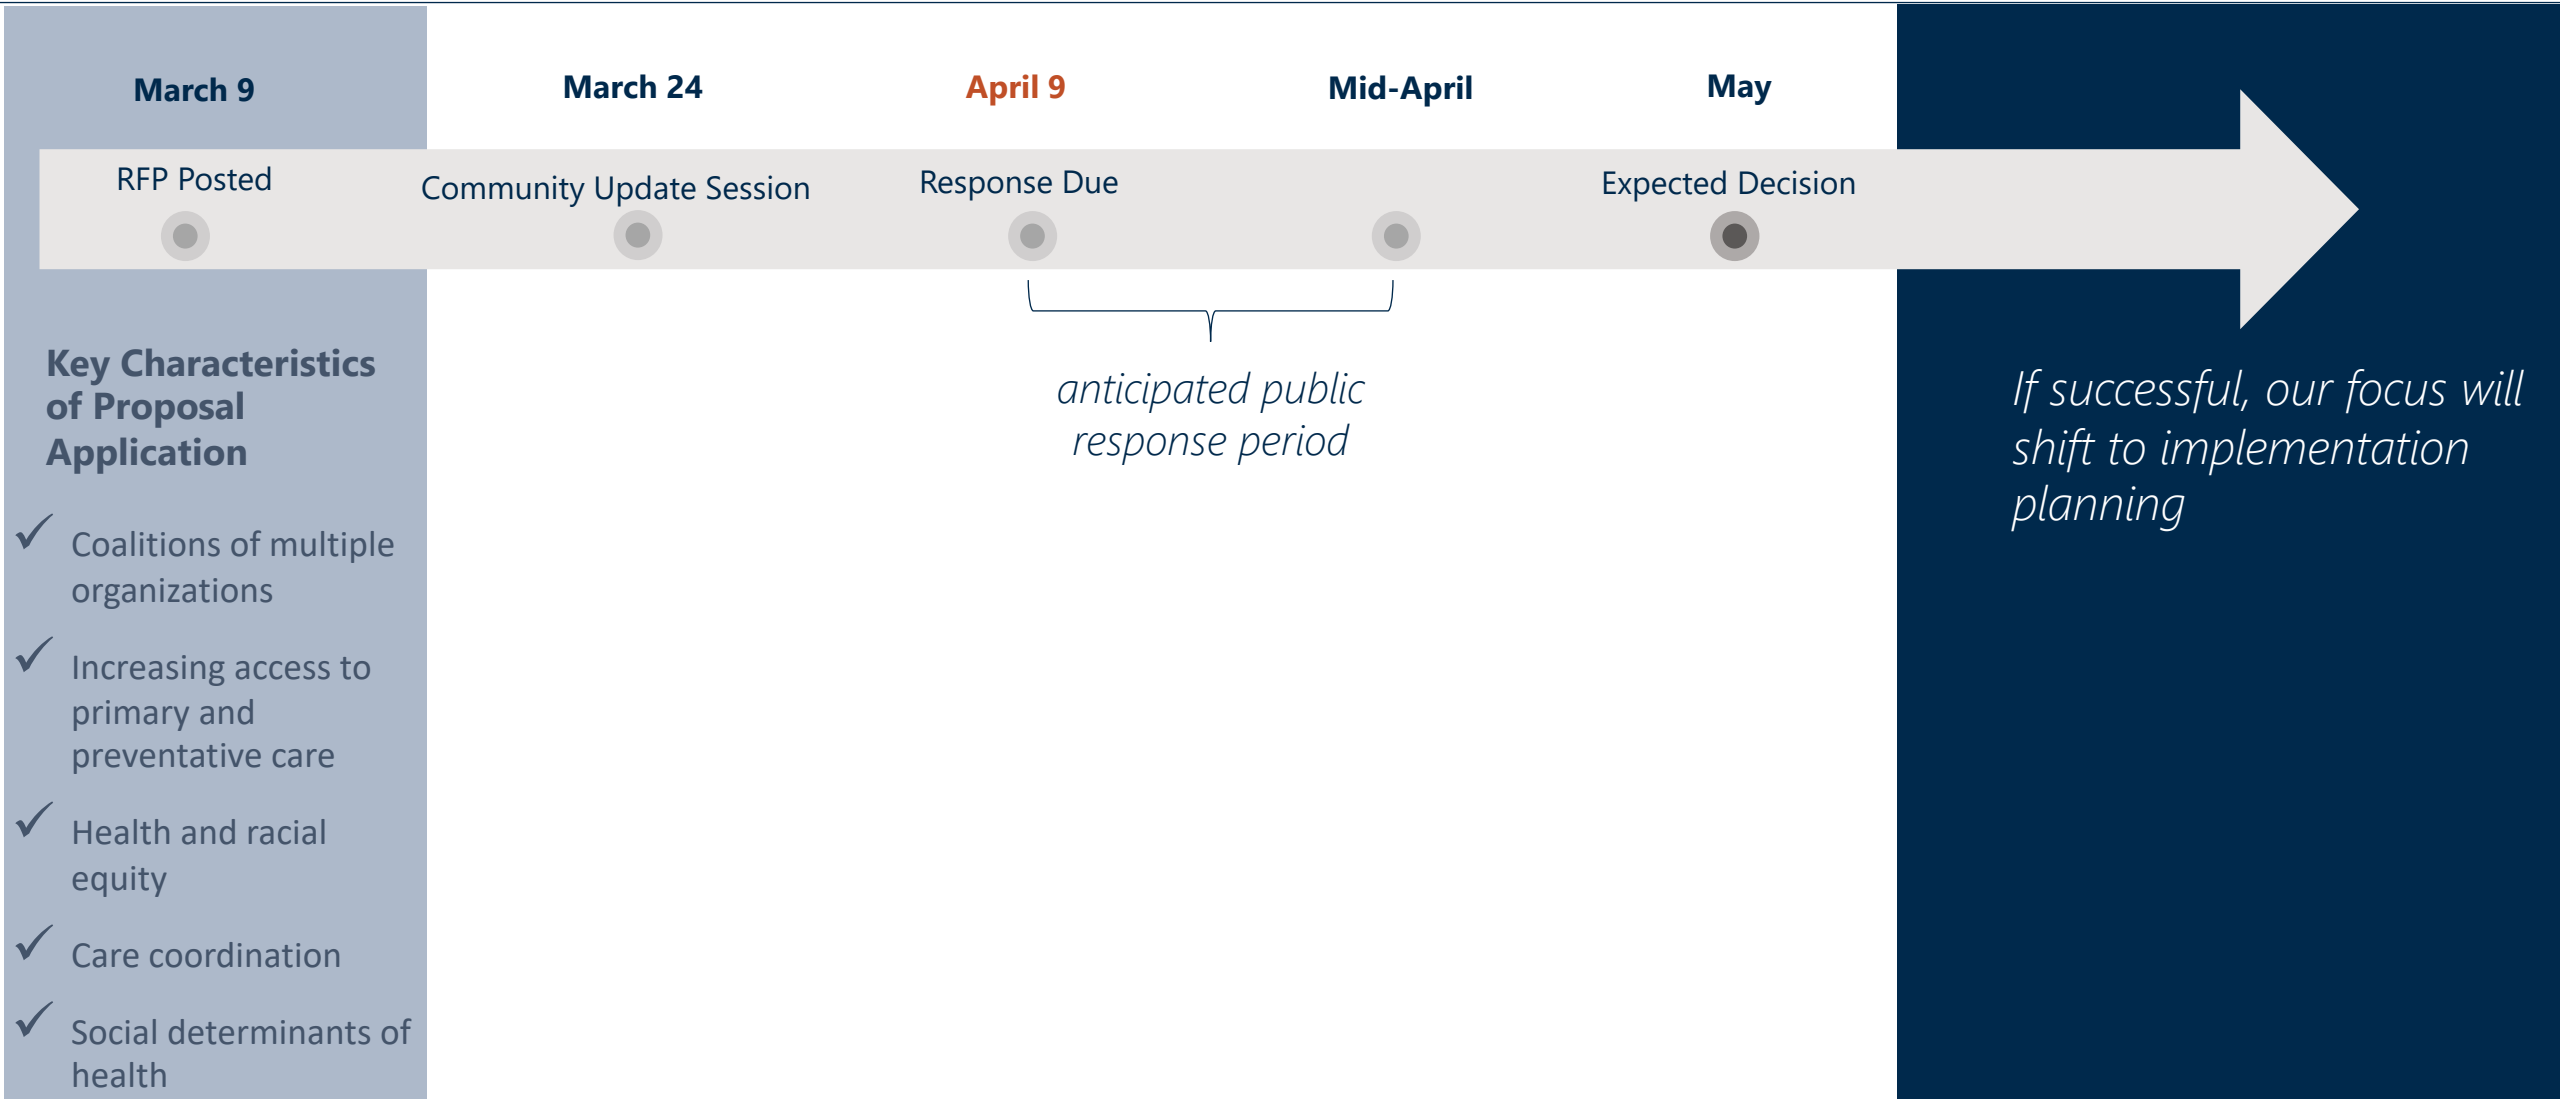 March 9
March 24
April 9
Mid-April
May
RFP Posted
Community Update Session
Response Due
Expected Decision
anticipated public
response period
Key Characteristics
of Proposal
Application
✓ Coalitions of multiple
organizations
✓ Increasing access to
primary and
preventative care
✓ Health and racial
equity
✓ Care coordination
✓ Social determinants of
health
If successful, our focus will
shift to implementation
planning